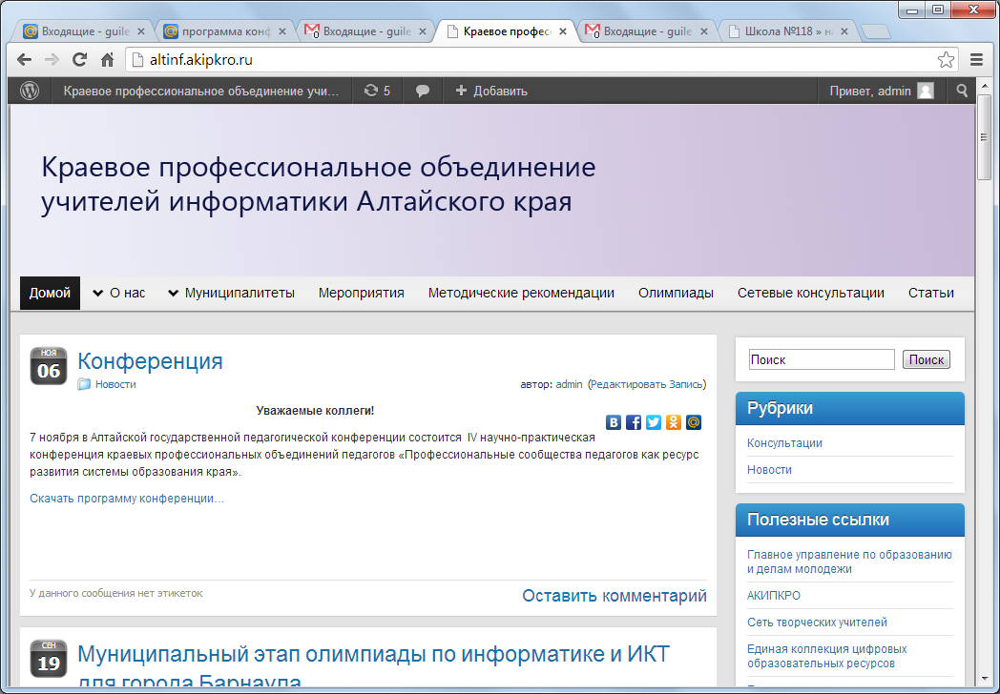 Входящие - guile
программа конф
Входящие - guile
Краевое професс
Входящие - guile
Школа №118 » на
altinf.akipkro.ru
Краевое профессиональное объединение учи... 5 Добавить Привет, admin
Краевое профессиональное объединение
учителей информатики Алтайского края
Домой О нас Муниципалитеты Мероприятия Методические рекомендации Олимпиады Сетевые консультации Статьи
НОЯ
06
Конференция
Новости
автор: admin (Редактировать Запись)
Уважаемые коллеги!
7 ноября в Алтайской государственной педагогической конференции состоится IV научно-практическая
конференция краевых профессиональных объединений педагогов «Профессиональные сообщества педагогов как ресурс
развития системы образования края».
Скачать программу конференции...
У данного сообщения нет этикеток
Оставить комментарий
СЕН
19
Муниципальный этап олимпиады по информатике и ИКТ
для города Барнаула
Поиск Поиск
Рубрики
Консультации
Новости
Полезные ссылки
Главное управление по образованию
и делам молодежи
АКИПКРО
Сеть творческих учителей
Единая коллекция цифровых
образовательных ресурсов